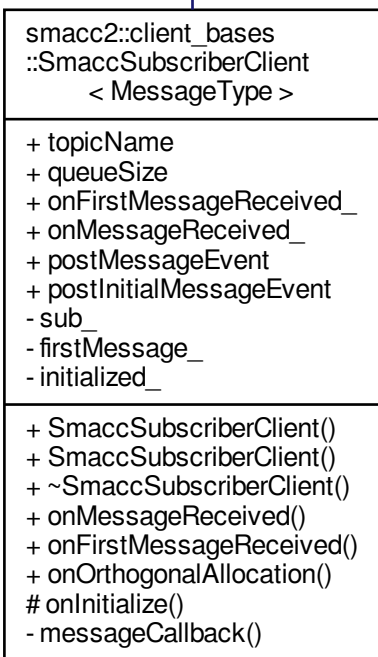 smacc2::client_bases
::SmaccSubscriberClient
< MessageType >
+ topicName
+ queueSize
+ onFirstMessageReceived_
+ onMessageReceived_
+ postMessageEvent
+ postInitialMessageEvent
- sub_
- firstMessage_
- initialized_
+ SmaccSubscriberClient()
+ SmaccSubscriberClient()
+ ~SmaccSubscriberClient()
+ onMessageReceived()
+ onFirstMessageReceived()
+ onOrthogonalAllocation()
# onInitialize()
- messageCallback()